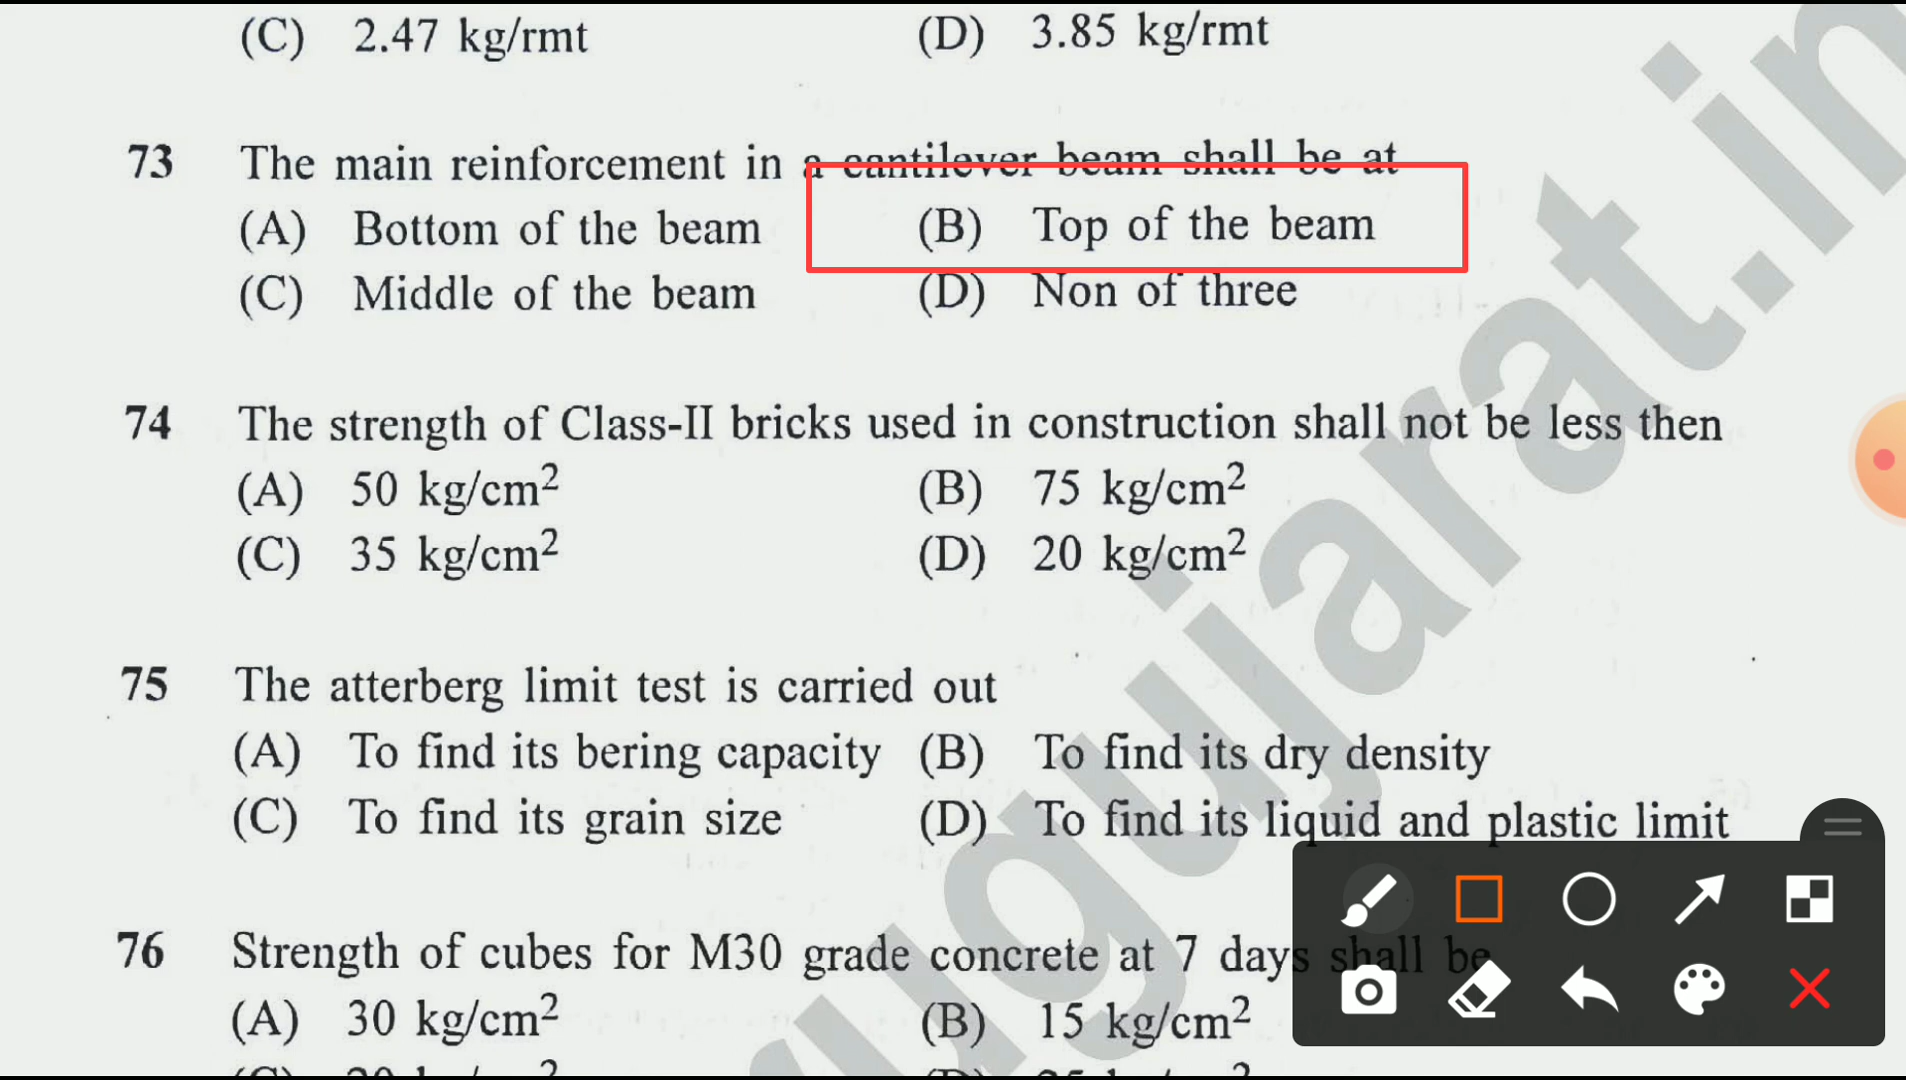 (C) 2.47 kg/rmt (D) 3.85 kg/rmt
73 The main reinforcement in a cantilever beam shall be at
(A) Bottom of the beam (B) Top of the beam
(C) Middle of the beam (D) Non of three
74 The strength of Class-II bricks used in construction shall not be less then
(A) 50 kg/cm2 (B) 75 kg/cm2
(C) 35 kg/cm2 (D) 20 kg/cm2
75 The atterberg limit test is carried out
(A) To find its bering capacity (B) To find its dry density
(C) To find its grain size (D) To find its liquid and plastic limit
76 Strength of cubes for M30 grade concrete at 7 days shall be
(A) 30 kg/cm2 (B) 15 kg/cm2
ugujarat.in